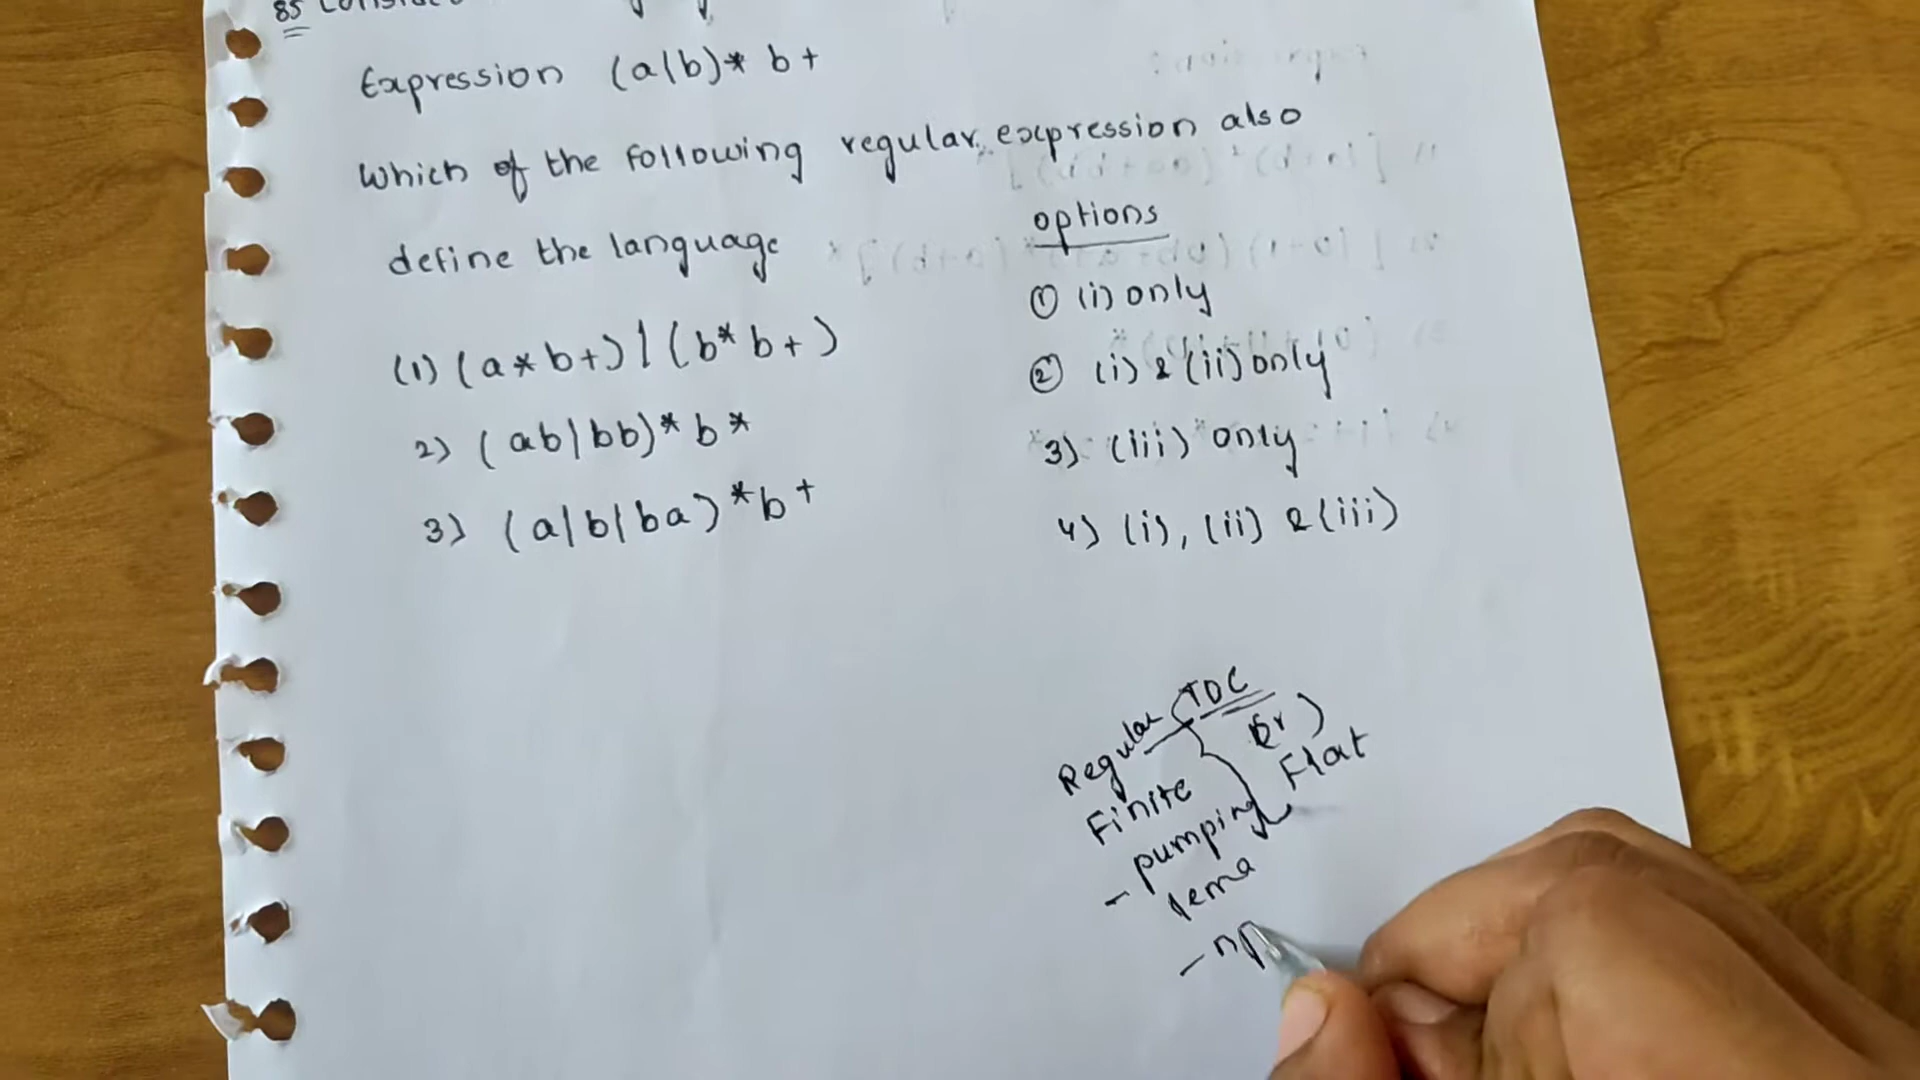 85
Expression (a|b)* b+
Which of the following regular expression also
define the language
(1) (a* b+) | (b* b+)
2) (ab|bb)* b*
3) (a|b|ba)* b+
options
① (i) only
② (i) & (ii) only
3) (iii) only
4) (i), (ii) & (iii)
(TOC
Regular
Flat
Finite
- pumping
lema